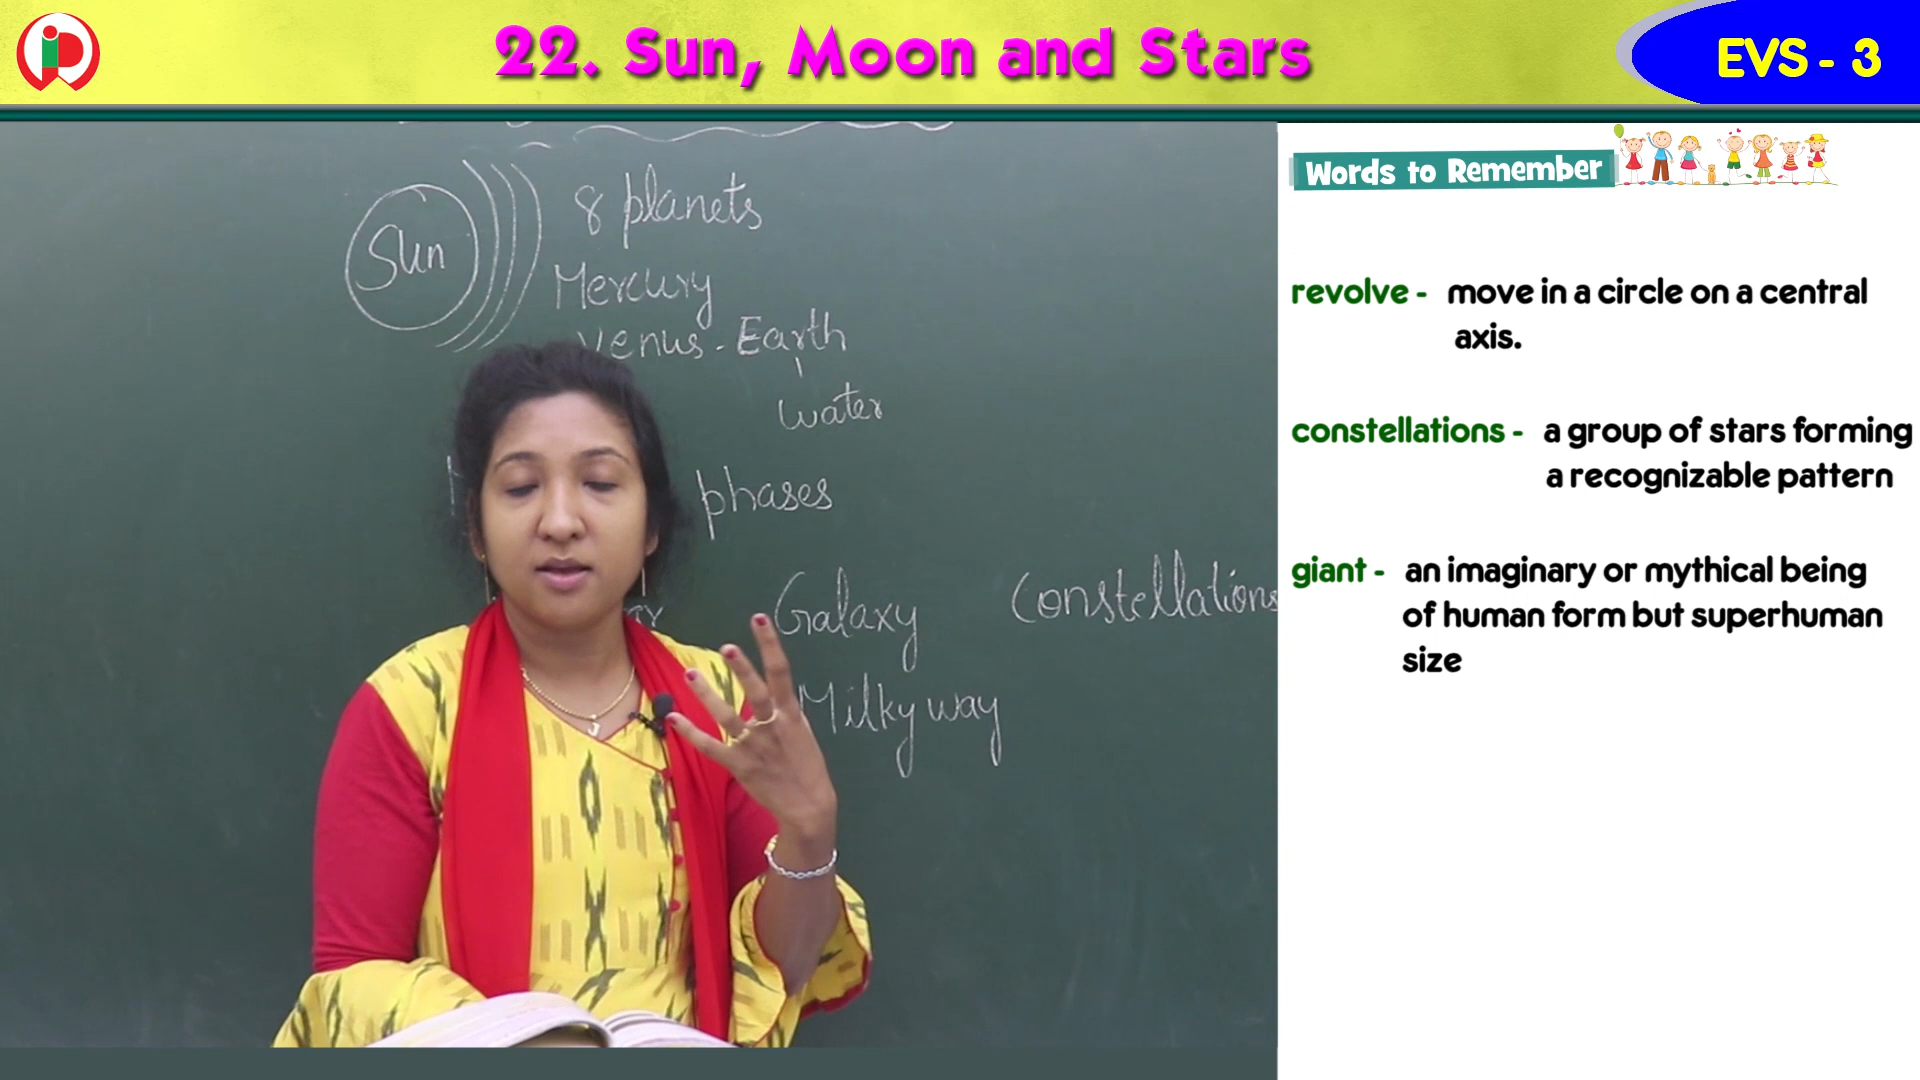 22. Sun, Moon and Stars
EVS - 3
Sun
8 planets
Mercury
Venus - Earth
water
phases
Galaxy
Constellations
Milky way
Words to Remember
revolve - move in a circle on a central
axis.
constellations - a group of stars forming
a recognizable pattern
giant - an imaginary or mythical being
of human form but superhuman
size